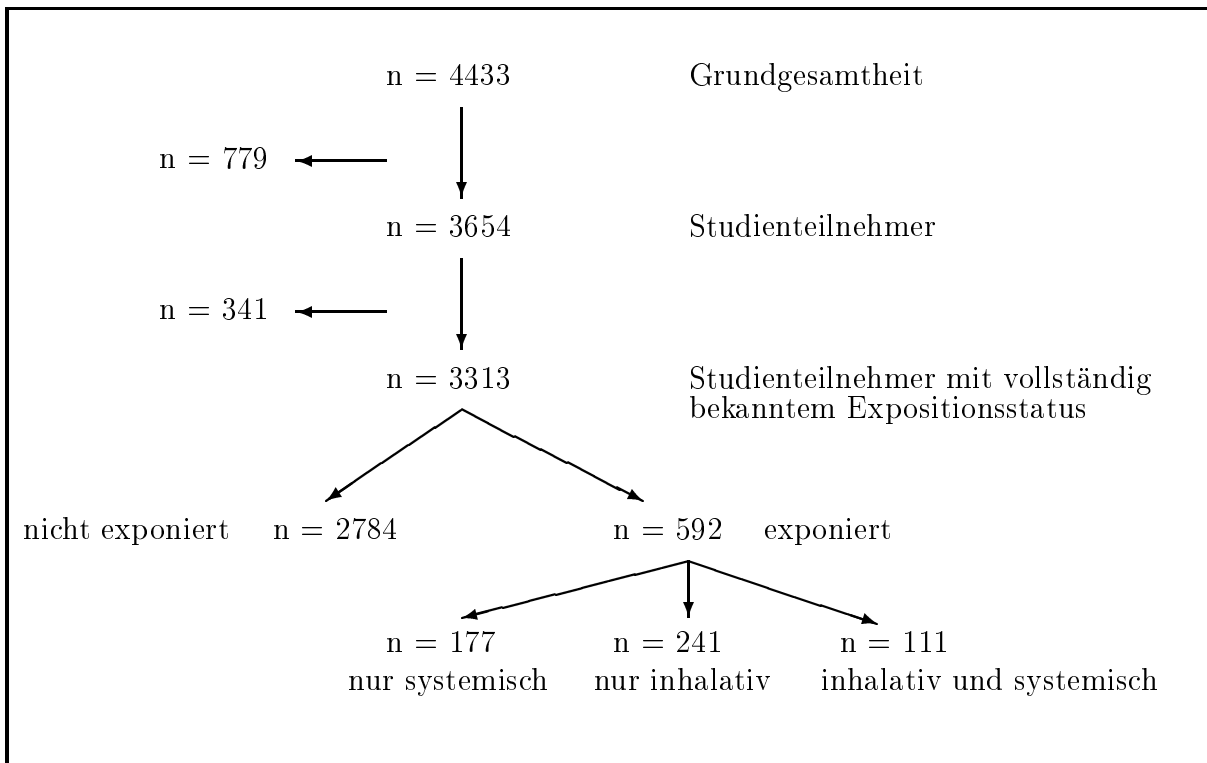 n = 4433 Grundgesamtheit
n = 779
n = 3654 Studienteilnehmer
n = 341
n = 3313 Studienteilnehmer mit vollständig
bekanntem Expositionsstatus
nicht exponiert n = 2784 n = 592 exponiert
n = 177 n = 241 n = 111
nur systemisch nur inhalativ inhalativ und systemisch